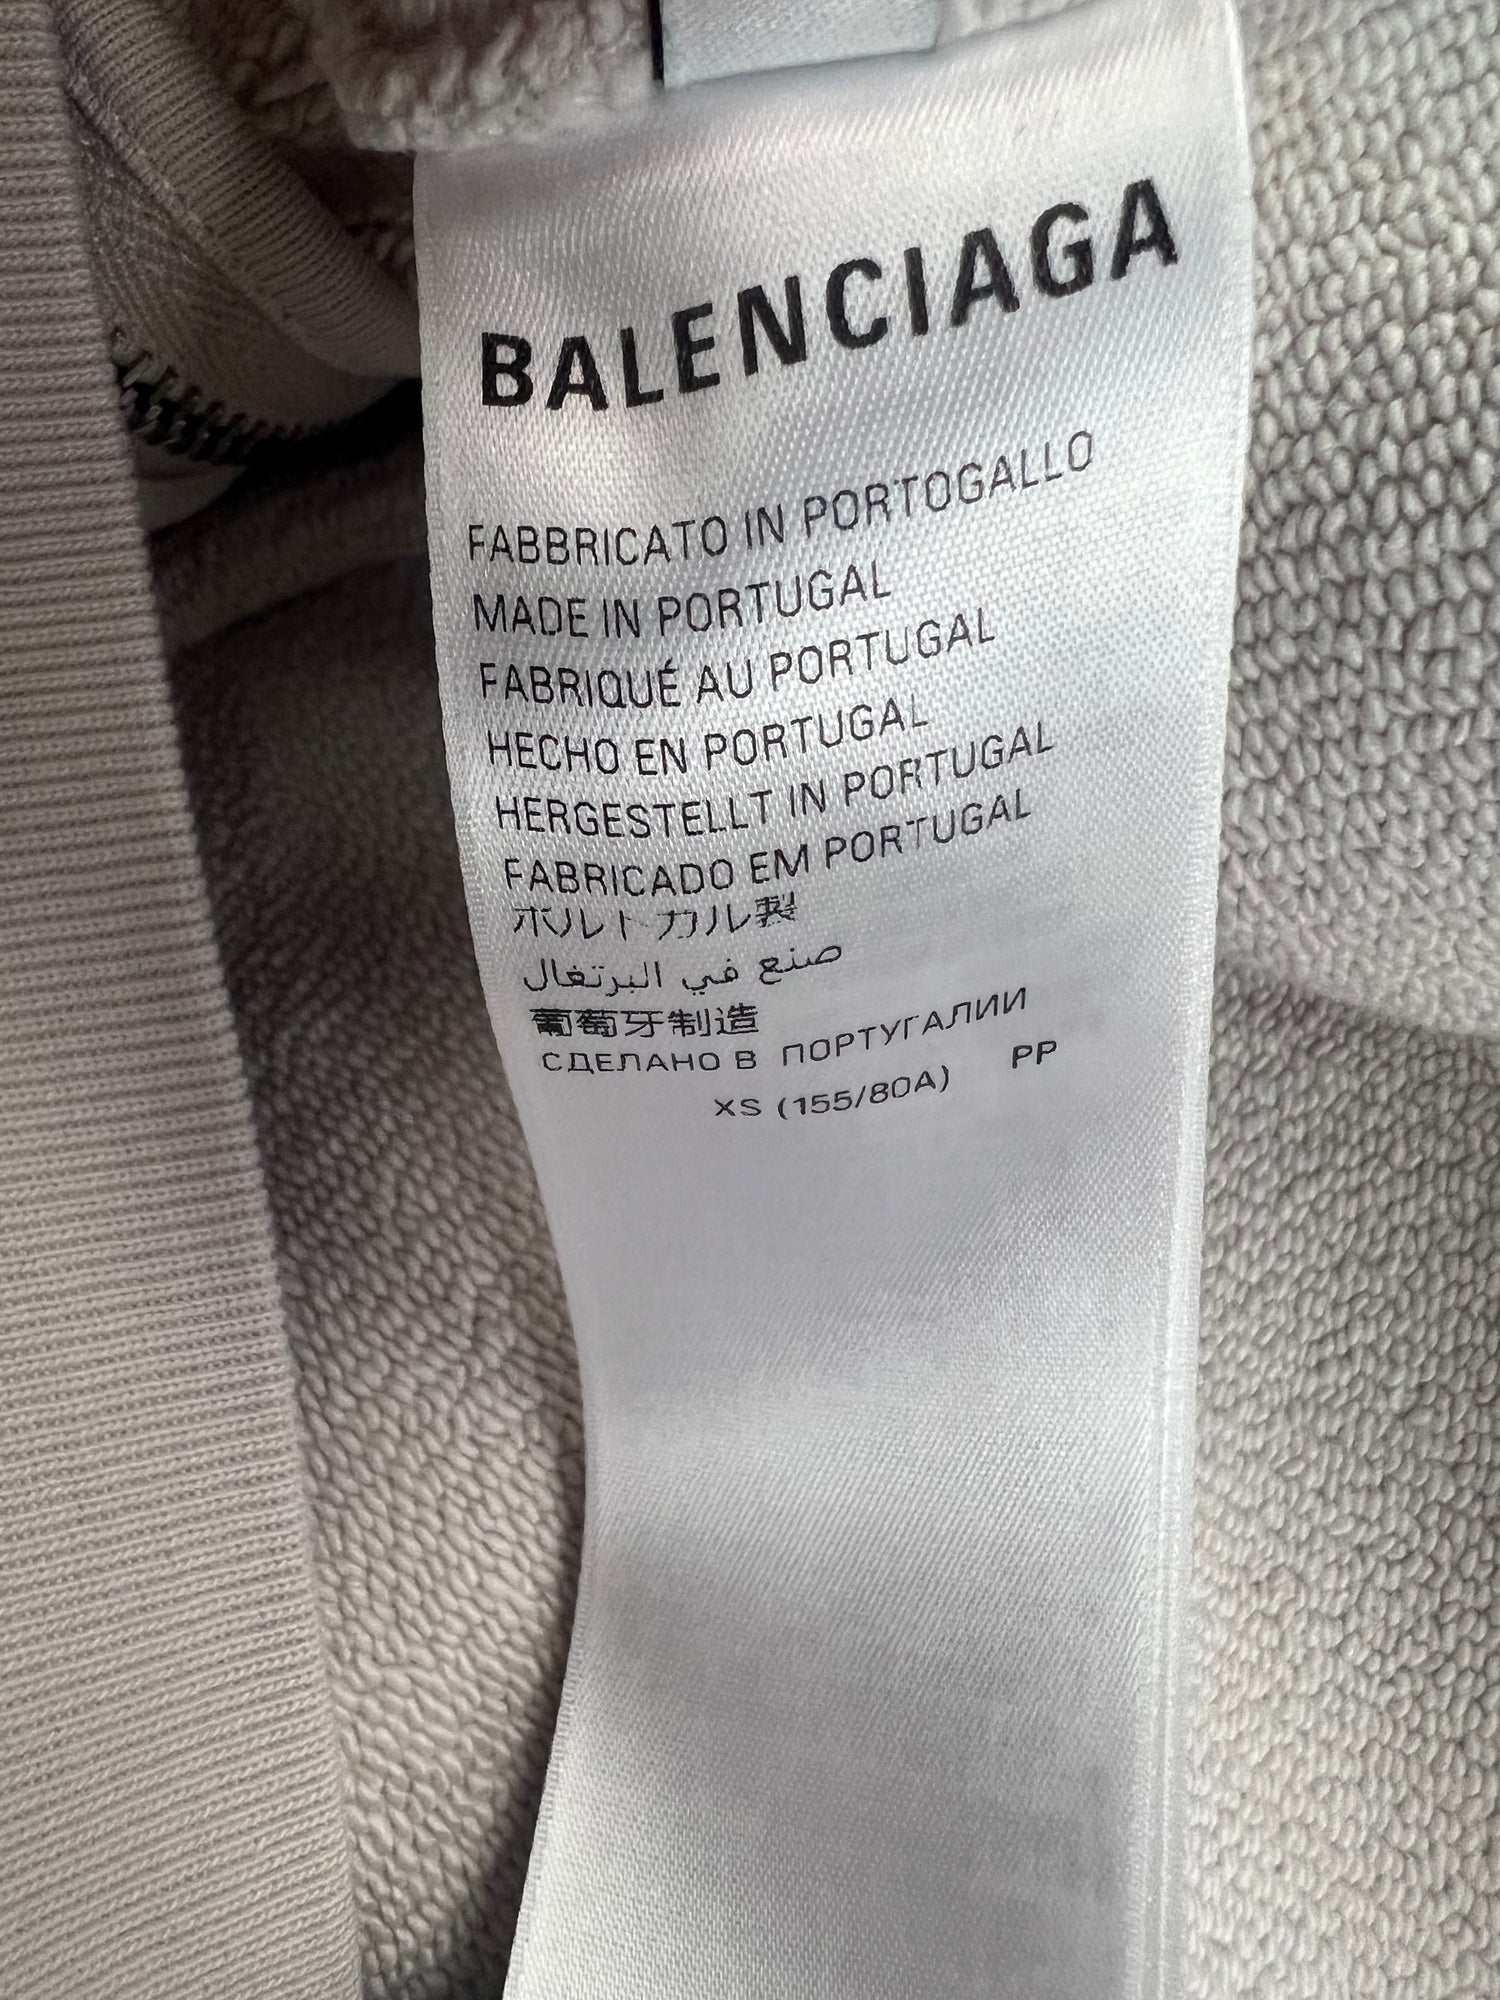 BALENCIAGA
FABBRICATO IN PORTOGALLO
MADE IN PORTUGAL
FABRIQUÉ AU PORTUGAL
HECHO EN PORTUGAL
HERGESTELLT IN PORTUGAL
FABRICADO EM PORTUGAL
ポルトガル製
صنع في البرتغال
葡萄牙制造
СДЕЛАНО В ПОРТУГАЛИИ
XS (155/80A) PP